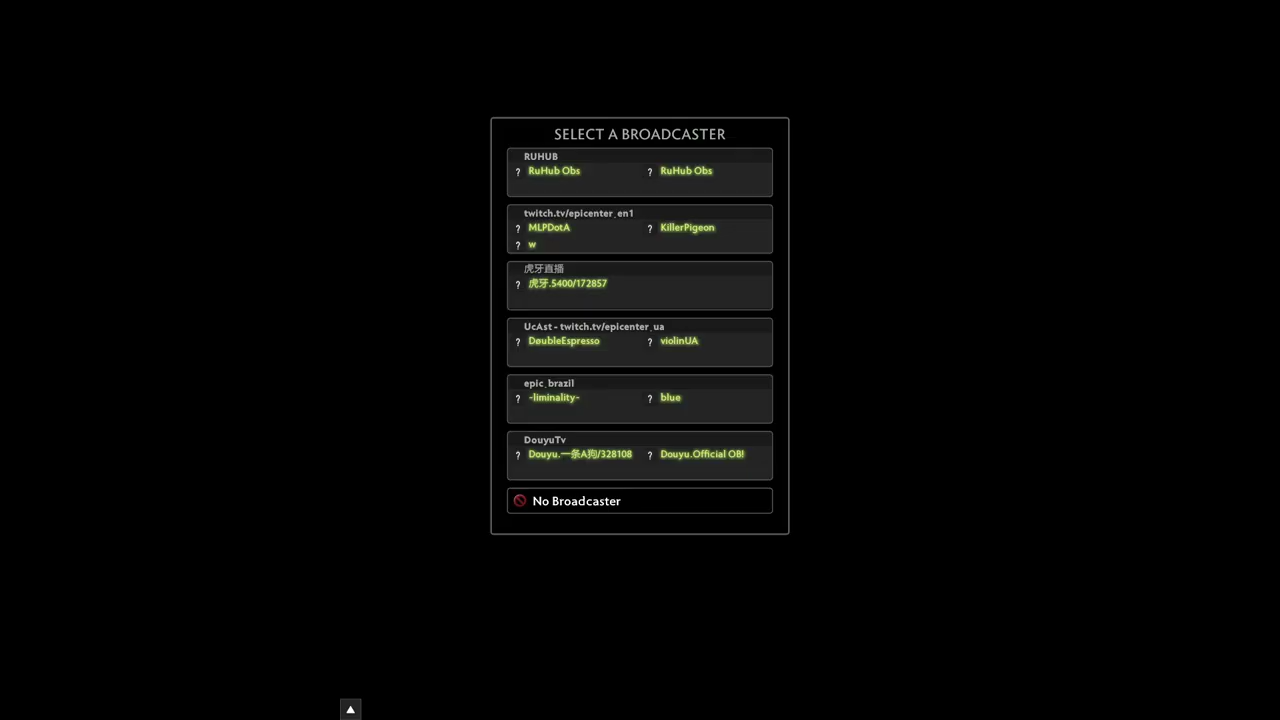 SELECT A BROADCASTER
RUHUB
? RuHub Obs ? RuHub Obs
twitch.tv/epicenter_en1
? MLPDotA ? KillerPigeon
? w
虎牙直播
? 虎牙.5400/172857
UcAst - twitch.tv/epicenter_ua
? DøubleEspresso ? violinUA
epic_brazil
? -liminality- ? blue
DouyuTv
? Douyu.一条A狗/328108 ? Douyu.Official OB!
No Broadcaster